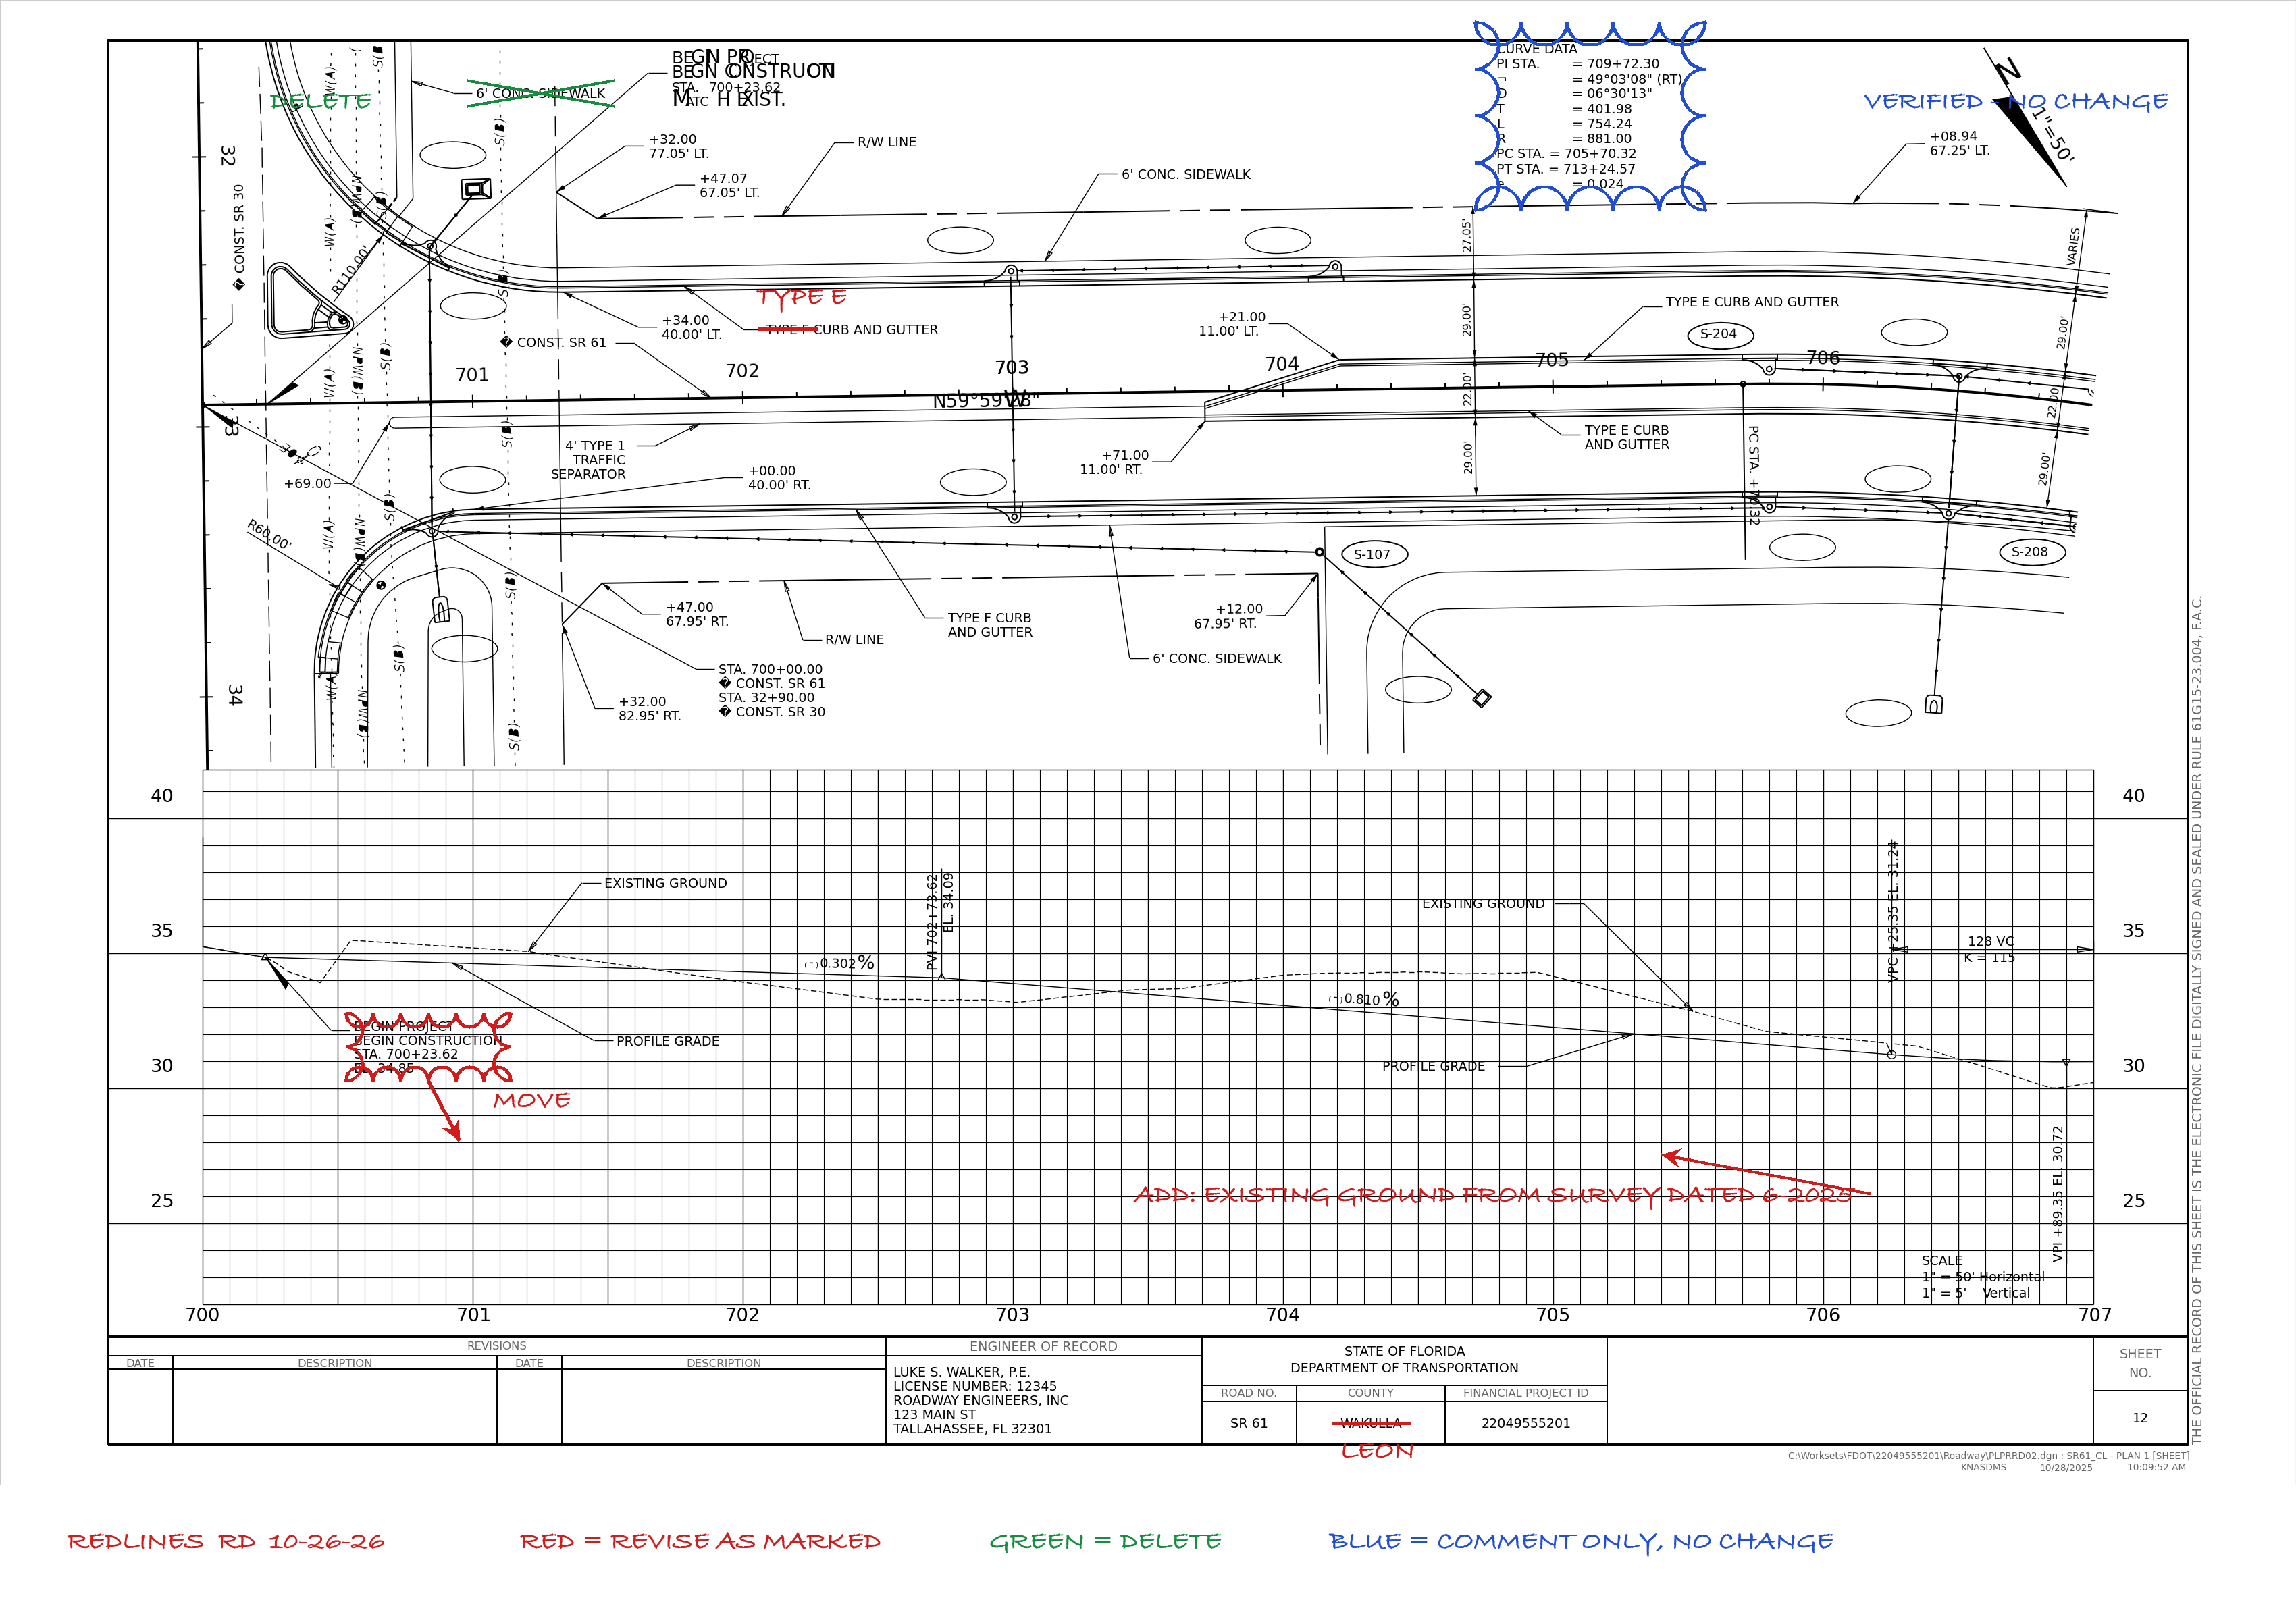 BEGIN PROJECT
BEGIN CONSTRUCTION
STA. 700+23.62
MATCH EXIST.
DELETE
6' CONC. SIDEWALK
CURVE DATA
PI STA. = 709+72.30
= 49°03'08" (RT)
D = 06°30'13"
T = 401.98
L = 754.24
R = 881.00
PC STA. = 705+70.32
PT STA. = 713+24.57
e = 0.024
VERIFIED - NO CHANGE
N
1"=50'
+08.94
67.25' LT.
+32.00
77.05' LT.
+47.07
67.05' LT.
R/W LINE
6' CONC. SIDEWALK
32
33
34
CONST. SR 30
R110.00'
27.05'
29.00'
22.00'
29.00'
VARIES
29.00'
22.00'
29.00'
TYPE E
TYPE F CURB AND GUTTER
+34.00
40.00' LT.
CONST. SR 61
+21.00
11.00' LT.
TYPE E CURB AND GUTTER
S-204
701
702
703
704
705
706
N59°59'28"W
4' TYPE 1
TRAFFIC
SEPARATOR
+69.00
+00.00
40.00' RT.
+71.00
11.00' RT.
TYPE E CURB
AND GUTTER
PC STA. +70.32
R60.00'
S-107
S-208
W(A)
W(A)
W(A)
W(A)
W(A)
NPW(B)
NPW(B)
NPW(B)
NPW(B)
S(B)
S(B)
S(B)
S(B)
S(B)
S(B)
S(B)
S(B)
S(B)
S(B)
+47.00
67.95' RT.
R/W LINE
TYPE F CURB
AND GUTTER
+12.00
67.95' RT.
6' CONC. SIDEWALK
STA. 700+00.00
CONST. SR 61
STA. 32+90.00
CONST. SR 30
+32.00
82.95' RT.
40
40
35
35
30
30
25
25
EXISTING GROUND
PVI 702+73.62
EL. 34.09
(-)0.302%
EXISTING GROUND
VPC +25.35 EL. 31.24
128 VC
K = 115
(-)0.810%
BEGIN PROJECT
BEGIN CONSTRUCTION
STA. 700+23.62
EL. 34.85
PROFILE GRADE
PROFILE GRADE
MOVE
ADD: EXISTING GROUND FROM SURVEY DATED 6-2025
VPI +89.35 EL. 30.72
SCALE
1" = 50' Horizontal
1" = 5' Vertical
700 701 702 703 704 705 706 707
REVISIONS
DATE DESCRIPTION DATE DESCRIPTION
ENGINEER OF RECORD
LUKE S. WALKER, P.E.
LICENSE NUMBER: 12345
ROADWAY ENGINEERS, INC
123 MAIN ST
TALLAHASSEE, FL 32301
STATE OF FLORIDA
DEPARTMENT OF TRANSPORTATION
ROAD NO. COUNTY FINANCIAL PROJECT ID
SR 61 WAKULLA 22049555201
LEON
SHEET
NO.
12
THE OFFICIAL RECORD OF THIS SHEET IS THE ELECTRONIC FILE DIGITALLY SIGNED AND SEALED UNDER RULE 61G15-23.004, F.A.C.
C:\Worksets\FDOT\22049555201\Roadway\PLPRRD02.dgn : SR61_CL - PLAN 1 [SHEET]
KNASDMS 10/28/2025 10:09:52 AM
REDLINES RD 10-26-26
RED = REVISE AS MARKED
GREEN = DELETE
BLUE = COMMENT ONLY, NO CHANGE